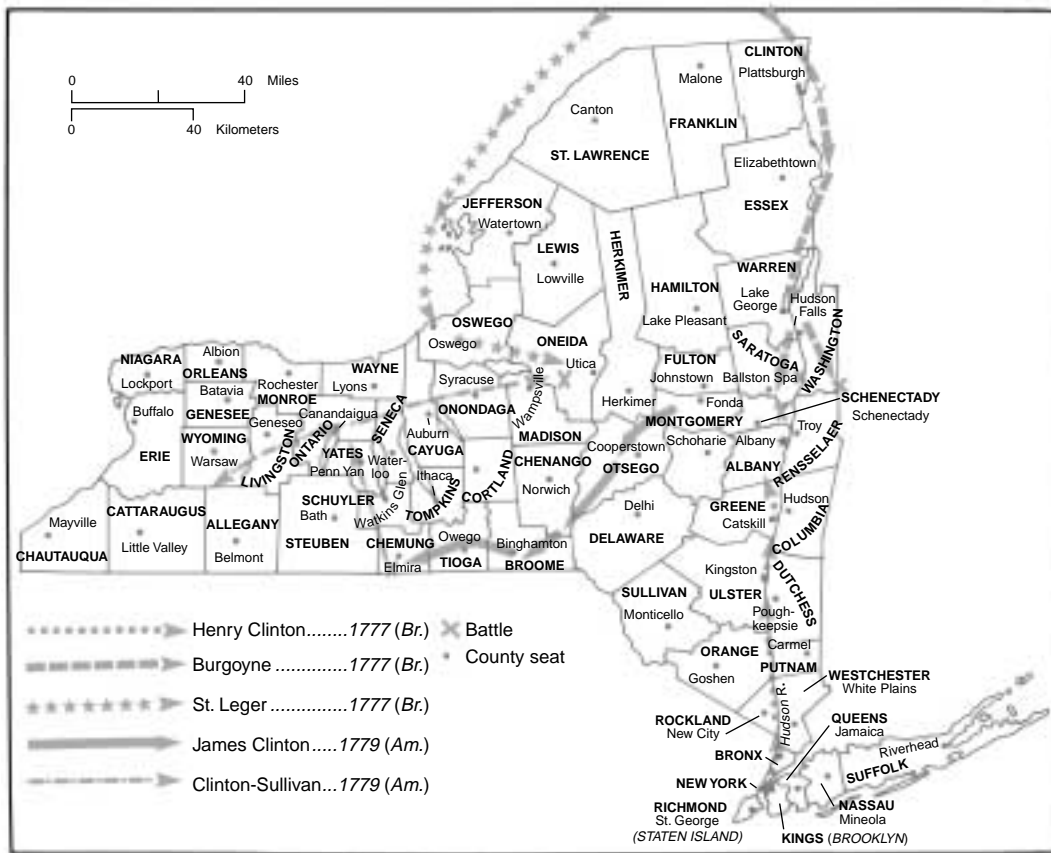 0 40 Miles
0 40 Kilometers
CLINTON
Plattsburgh
Malone
FRANKLIN
Canton
ST. LAWRENCE
Elizabethtown
ESSEX
JEFFERSON
Watertown
LEWIS
Lowville
HERKIMER
Herkimer
HAMILTON
Lake Pleasant
WARREN
Lake
George
Hudson
Falls
WASHINGTON
SARATOGA
Ballston Spa
FULTON
Johnstown
OSWEGO
Oswego
ONEIDA
Utica
NIAGARA
Lockport
Albion
ORLEANS
Batavia
GENESEE
Rochester
MONROE
WAYNE
Lyons
Syracuse
ONONDAGA
Wampsville
MADISON
Fonda
MONTGOMERY
SCHENECTADY
Schenectady
Buffalo
ERIE
WYOMING
Warsaw
Geneseo
LIVINGSTON
Canandaigua
ONTARIO
YATES
Penn Yan
SENECA
Water-
loo
Auburn
CAYUGA
Ithaca
TOMPKINS
CORTLAND
CHENANGO
Norwich
Cooperstown
OTSEGO
Schoharie
Albany
ALBANY
Troy
RENSSELAER
Mayville
CHAUTAUQUA
CATTARAUGUS
Little Valley
ALLEGANY
Belmont
SCHUYLER
Bath
STEUBEN
Watkins Glen
CHEMUNG
Elmira
Owego
TIOGA
Binghamton
BROOME
Delhi
DELAWARE
GREENE
Catskill
Hudson
COLUMBIA
Kingston
ULSTER
DUTCHESS
Pough-
keepsie
SULLIVAN
Monticello
ORANGE
Goshen
Carmel
PUTNAM
WESTCHESTER
White Plains
Hudson R.
ROCKLAND
New City
QUEENS
Jamaica
BRONX
Riverhead
SUFFOLK
NEW YORK
RICHMOND
St. George
(STATEN ISLAND)
NASSAU
Mineola
KINGS (BROOKLYN)
Henry Clinton........1777 (Br.)
Burgoyne ..............1777 (Br.)
St. Leger ...............1777 (Br.)
James Clinton.....1779 (Am.)
Clinton-Sullivan...1779 (Am.)
Battle
County seat